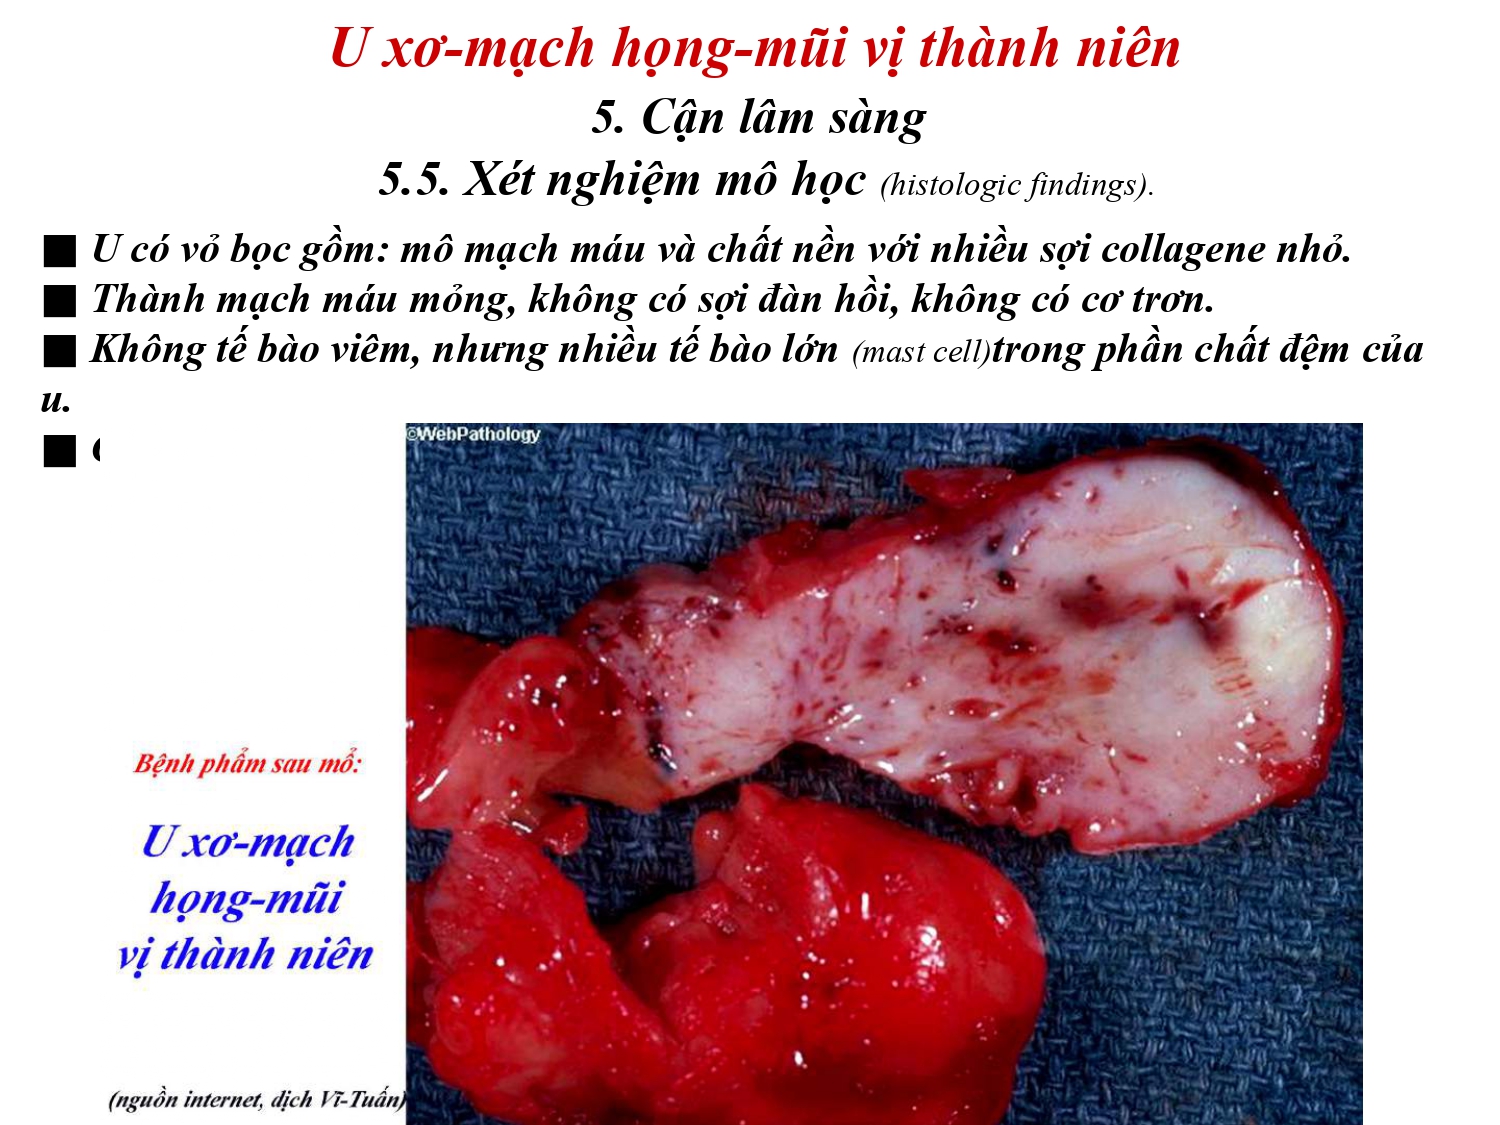 U xơ-mạch họng-mũi vị thành niên
5. Cận lâm sàng
5.5. Xét nghiệm mô học (histologic findings).
■ U có vỏ bọc gồm: mô mạch máu và chất nền với nhiều sợi collagene nhỏ.
■ Thành mạch máu mỏng, không có sợi đàn hồi, không có cơ trơn.
■ Không tế bào viêm, nhưng nhiều tế bào lớn (mast cell)trong phần chất đệm của
u.
■
©WebPathology
Bệnh phẩm sau mổ:
U xơ-mạch
họng-mũi
vị thành niên
(nguồn internet, dịch Vĩ-Tuấn)